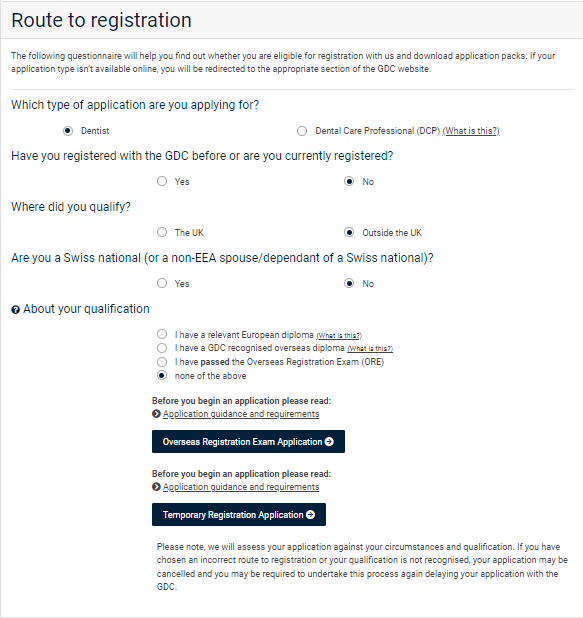 Route to registration
The following questionnaire will help you find out whether you are eligible for registration with us and download application packs. If your
application type isn't available online, you will be redirected to the appropriate section of the GDC website.
Which type of application are you applying for?
Dentist
Dental Care Professional (DCP) (What is this?)
Have you registered with the GDC before or are you currently registered?
Yes
No
Where did you qualify?
The UK
Outside the UK
Are you a Swiss national (or a non-EEA spouse/dependant of a Swiss national)?
Yes
No
About your qualification
I have a relevant European diploma (What is this?)
I have a GDC recognised overseas diploma (What is this?)
I have passed the Overseas Registration Exam (ORE)
none of the above
Before you begin an application please read:
Application guidance and requirements
Overseas Registration Exam Application
Before you begin an application please read:
Application guidance and requirements
Temporary Registration Application
Please note, we will assess your application against your circumstances and qualification. If you have
chosen an incorrect route to registration or your qualification is not recognised, your application may be
cancelled and you may be required to undertake this process again delaying your application with the
GDC.